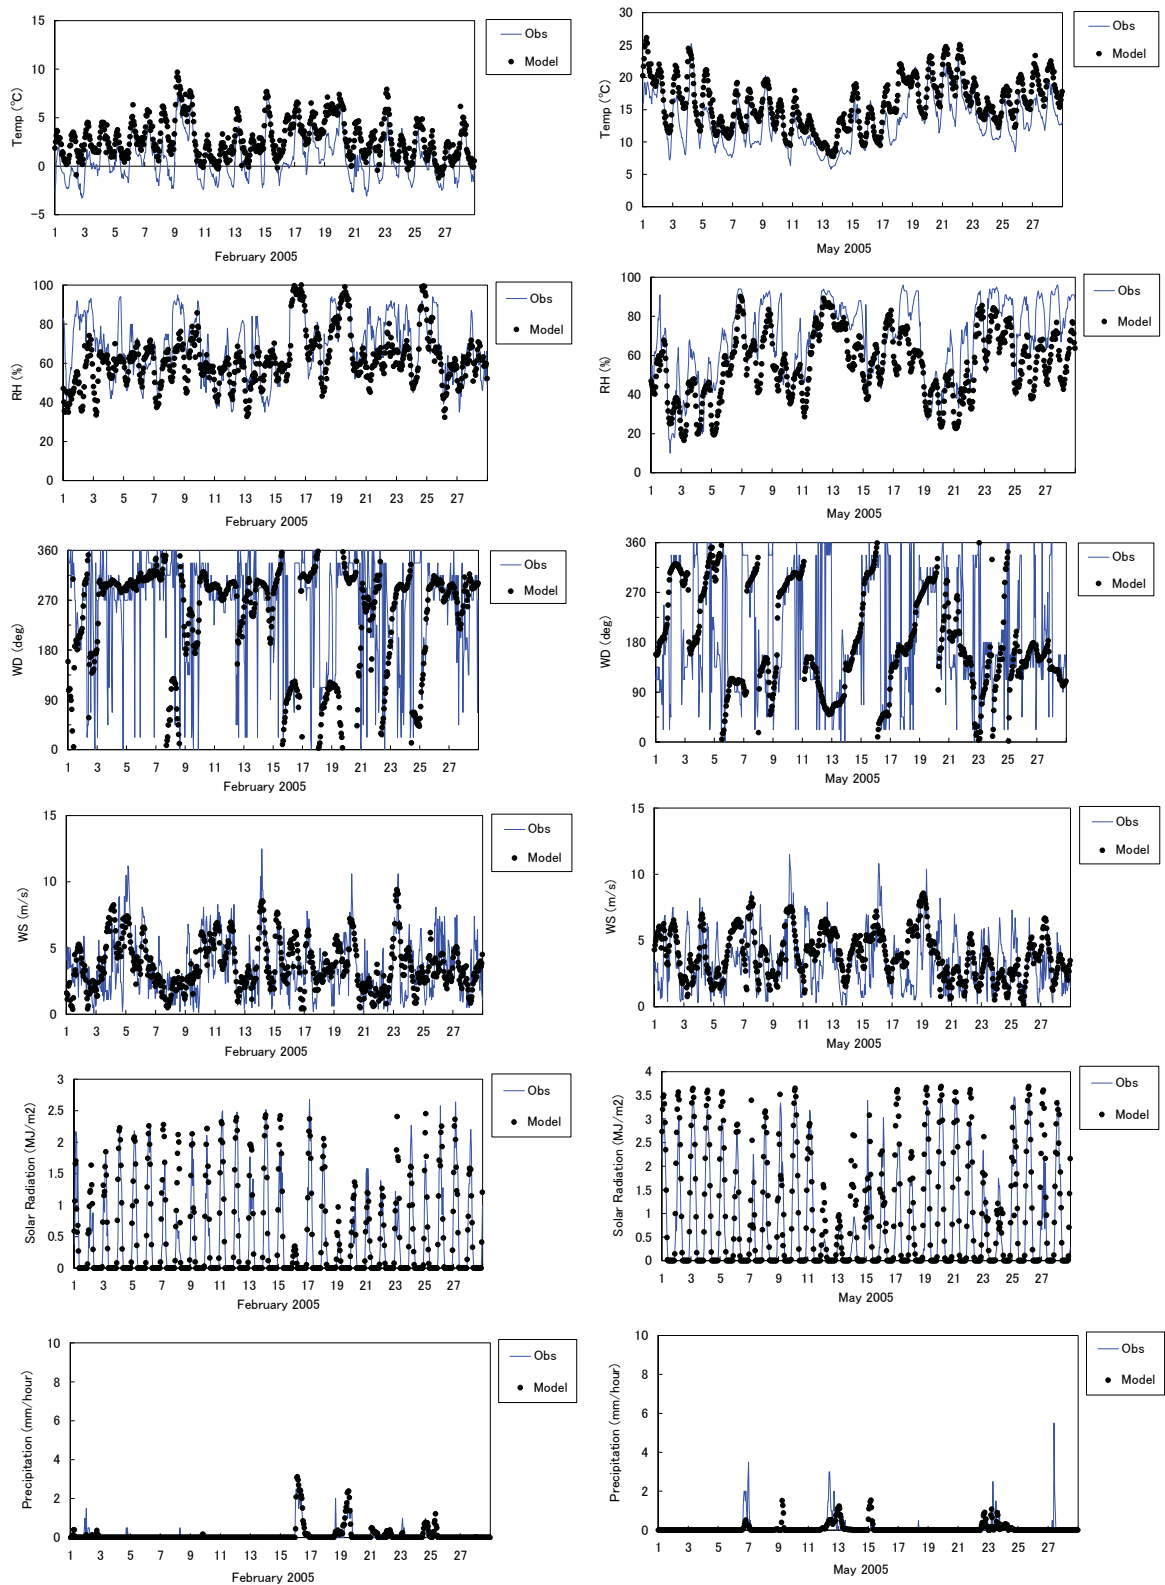 15
10
5
0
-5
Temp (℃)
1 3 5 7 9 11 13 15 17 19 21 23 25 27
February 2005
Obs
Model
30
25
20
15
10
5
0
Temp (℃)
1 3 5 7 9 11 13 15 17 19 21 23 25 27
May 2005
Obs
Model
100
80
60
40
20
0
RH (%)
1 3 5 7 9 11 13 15 17 19 21 23 25 27
February 2005
Obs
Model
100
80
60
40
20
0
RH (%)
1 3 5 7 9 11 13 15 17 19 21 23 25 27
May 2005
Obs
Model
360
270
180
90
0
WD (deg)
1 3 5 7 9 11 13 15 17 19 21 23 25 27
February 2005
Obs
Model
360
270
180
90
0
WD (deg)
1 3 5 7 9 11 13 15 17 19 21 23 25 27
May 2005
Obs
Model
15
10
5
0
WS (m/s)
1 3 5 7 9 11 13 15 17 19 21 23 25 27
February 2005
Obs
Model
15
10
5
0
WS (m/s)
1 3 5 7 9 11 13 15 17 19 21 23 25 27
May 2005
Obs
Model
3
2.5
2
1.5
1
0.5
0
Solar Radiation (MJ/m2)
1 3 5 7 9 11 13 15 17 19 21 23 25 27
February 2005
Obs
Model
4
3.5
3
2.5
2
1.5
1
0.5
0
Solar Radiation (MJ/m2)
1 3 5 7 9 11 13 15 17 19 21 23 25 27
May 2005
Obs
Model
10
8
6
4
2
0
Precipitation (mm/hour)
1 3 5 7 9 11 13 15 17 19 21 23 25 27
February 2005
Obs
Model
10
8
6
4
2
0
Precipitation (mm/hour)
1 3 5 7 9 11 13 15 17 19 21 23 25 27
May 2005
Obs
Model